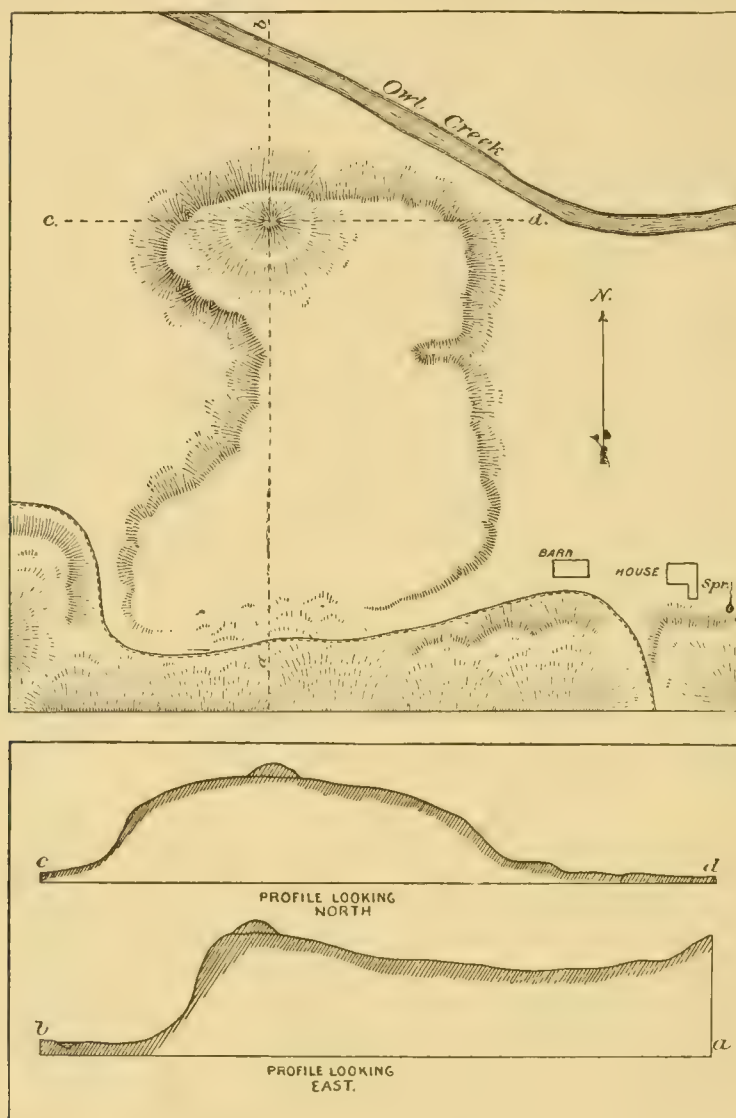 b
Owl Creek
c.
d.
N.
BARN
HOUSE
Spr.
a
c
d
PROFILE LOOKING
NORTH
b
a
PROFILE LOOKING
EAST.